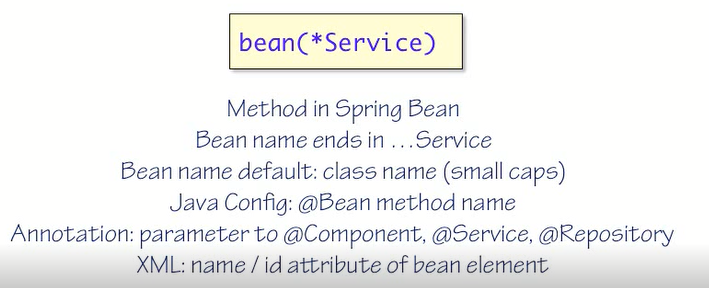 bean(*Service)
Method in Spring Bean
Bean name ends in ...Service
Bean name default: class name (small caps)
Java Config: @Bean method name
Annotation: parameter to @Component, @Service, @Repository
XML: name / id attribute of bean element